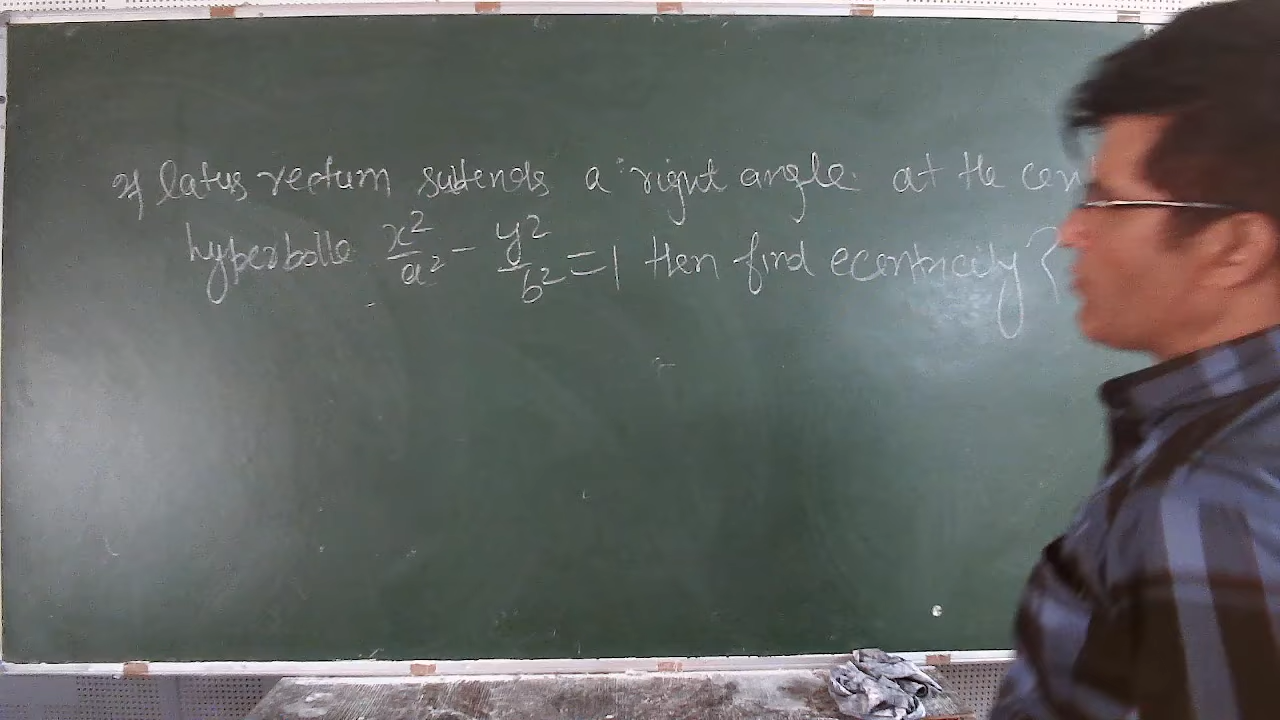 If latus rectum subtends a right angle at the cen
hyperbolle x²/a² - y²/b² = 1 then find ecentricity ?